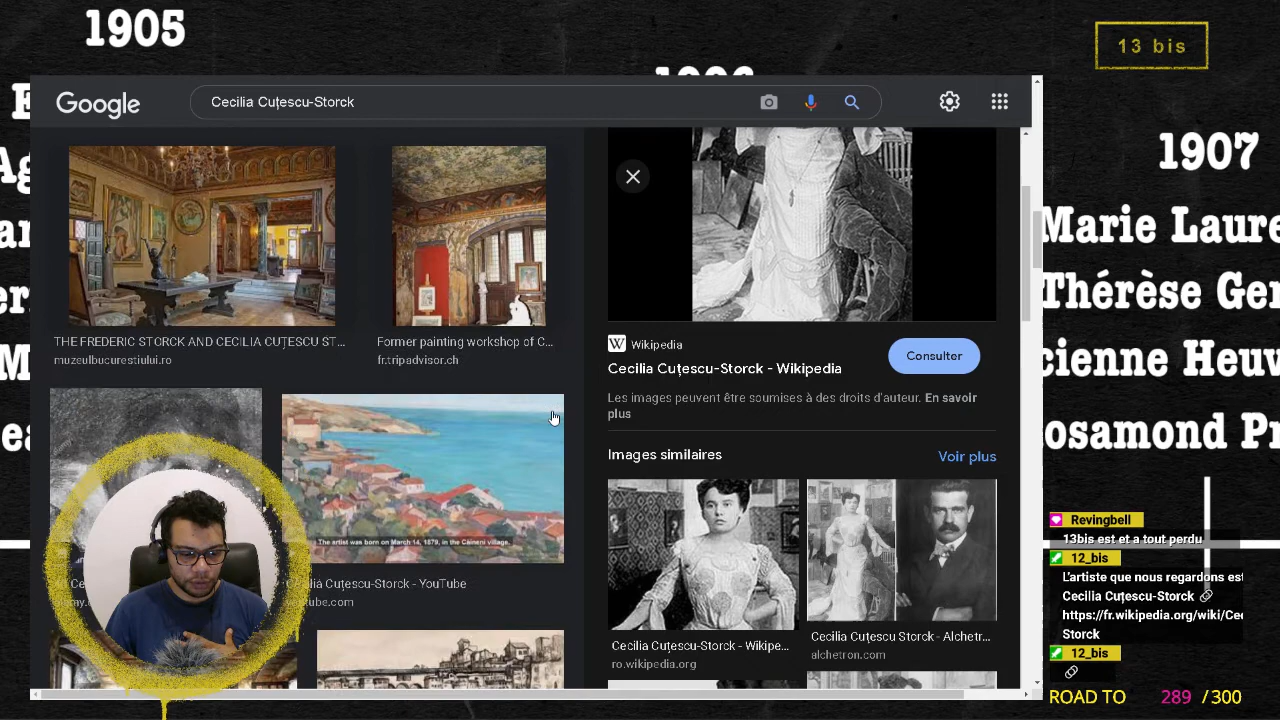 1905
13 bis
Google
Cecilia Cuțescu-Storck
1907
Marie Laure
Thérèse Ger
cienne Heuv
osamond Pr
THE FREDERIC STORCK AND CECILIA CUȚESCU ST...
muzeulbucurestiului.ro
Former painting workshop of C...
fr.tripadvisor.ch
Wikipedia
Cecilia Cuțescu-Storck - Wikipedia
Consulter
Les images peuvent être soumises à des droits d'auteur. En savoir
plus
Images similaires
Voir plus
The artist was born on March 14, 1879, in the Câineni village.
Cuțescu-Storck - YouTube
Cecilia Cuțescu-Storck - Wikipe...
ro.wikipedia.org
Cecilia Cuțescu Storck - Alchetr...
alchetron.com
Revingbell
13bis est et a tout perdu
12_bis
L'artiste que nous regardons est
Cecilia Cuțescu-Storck
https://fr.wikipedia.org/wiki/Cec
Storck
12_bis
ROAD TO 289 / 300